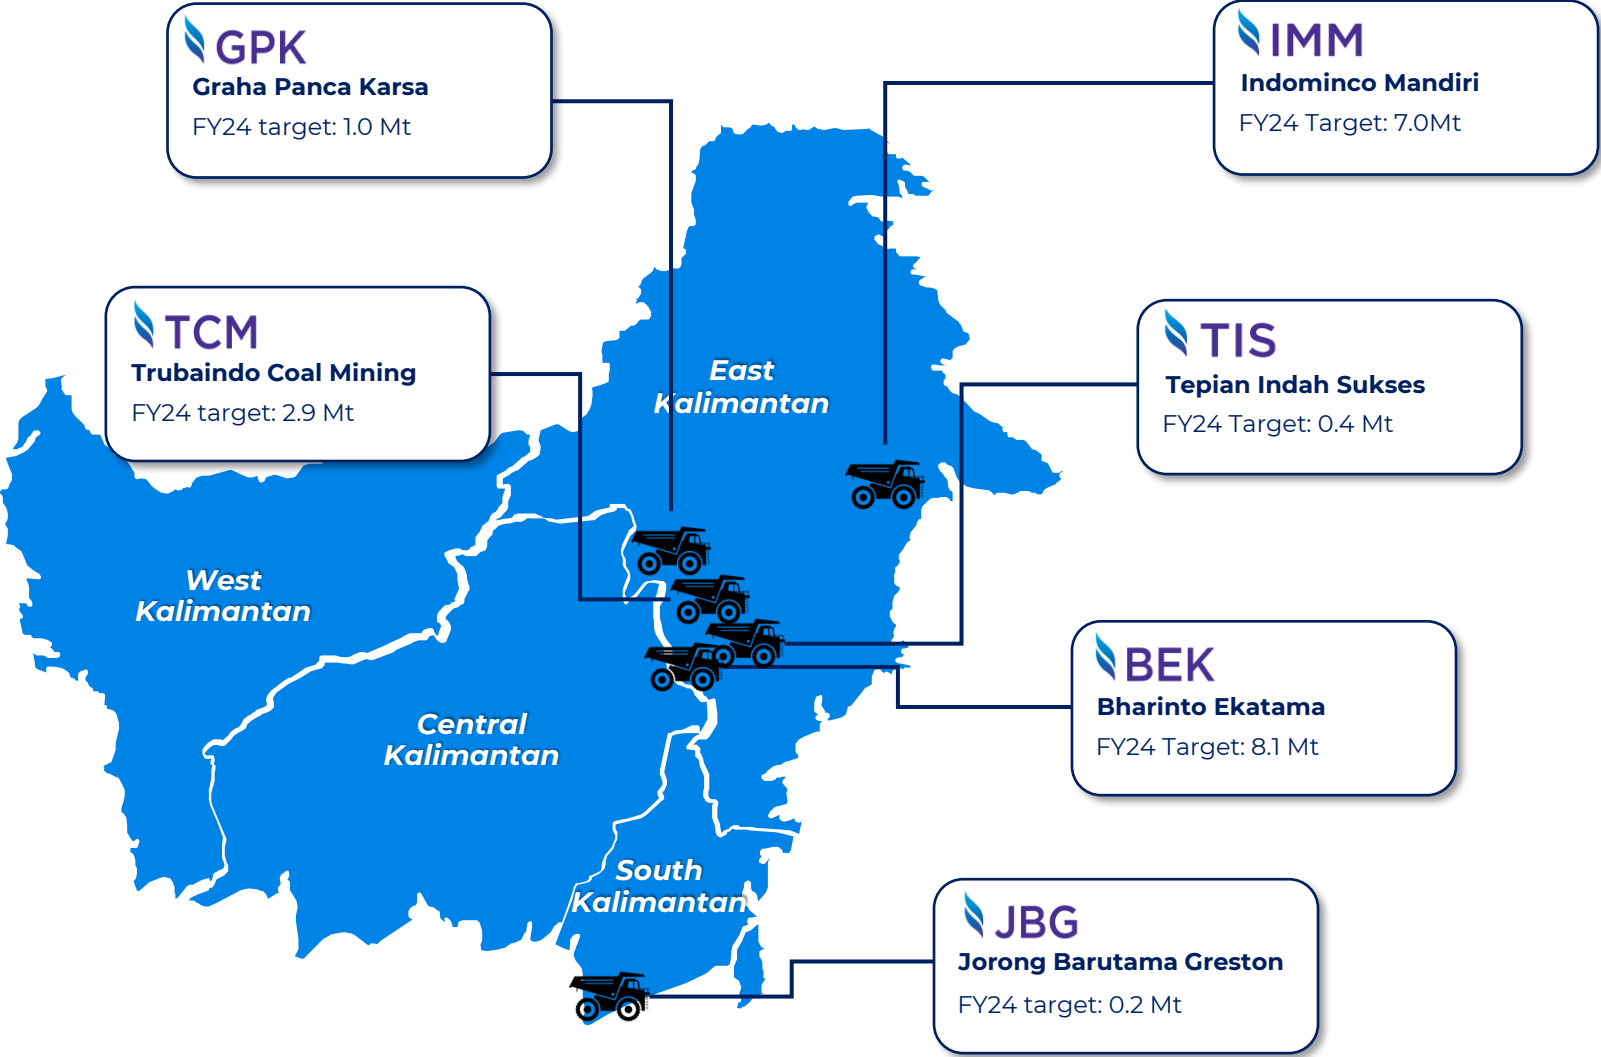 GPK
Graha Panca Karsa
FY24 target: 1.0 Mt
IMM
Indominco Mandiri
FY24 Target: 7.0Mt
TCM
Trubaindo Coal Mining
FY24 target: 2.9 Mt
TIS
Tepian Indah Sukses
FY24 Target: 0.4 Mt
East
Kalimantan
West
Kalimantan
Central
Kalimantan
BEK
Bharinto Ekatama
FY24 Target: 8.1 Mt
South
Kalimantan
JBG
Jorong Barutama Greston
FY24 target: 0.2 Mt